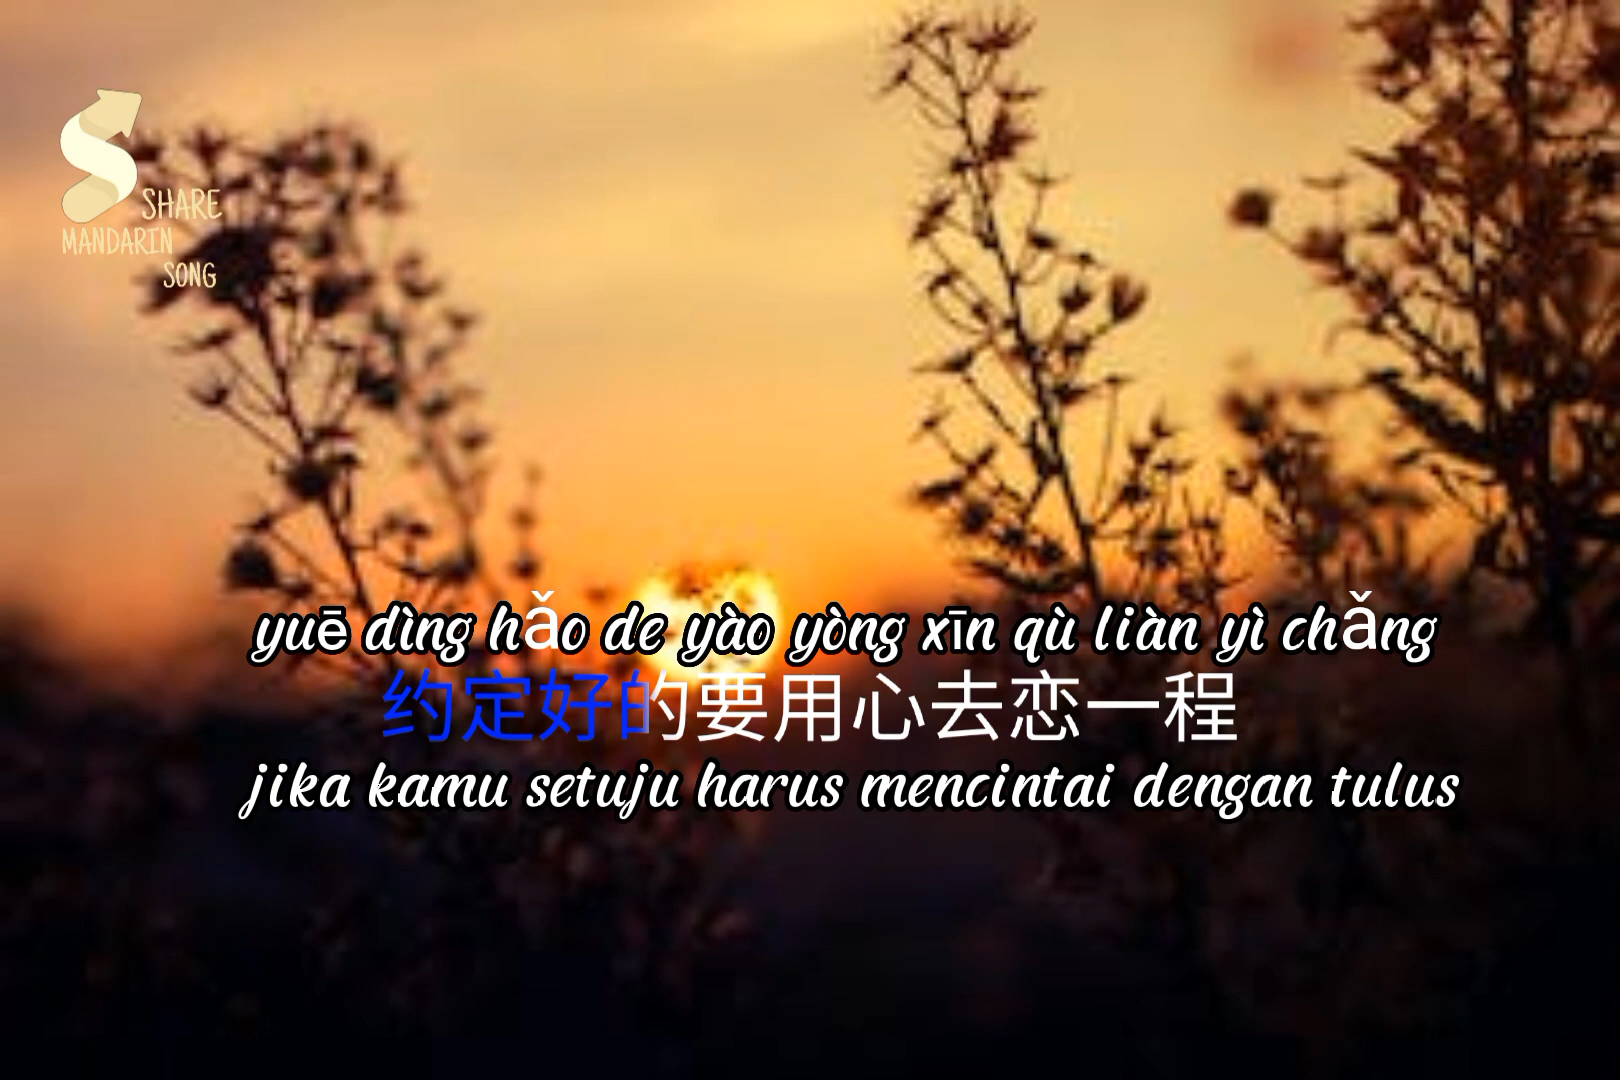 SHARE
MANDARIN
SONG
yuē dìng hǎo de yào yòng xīn qù liàn yì chǎng
约定好的要用心去恋一程
jika kamu setuju harus mencintai dengan tulus